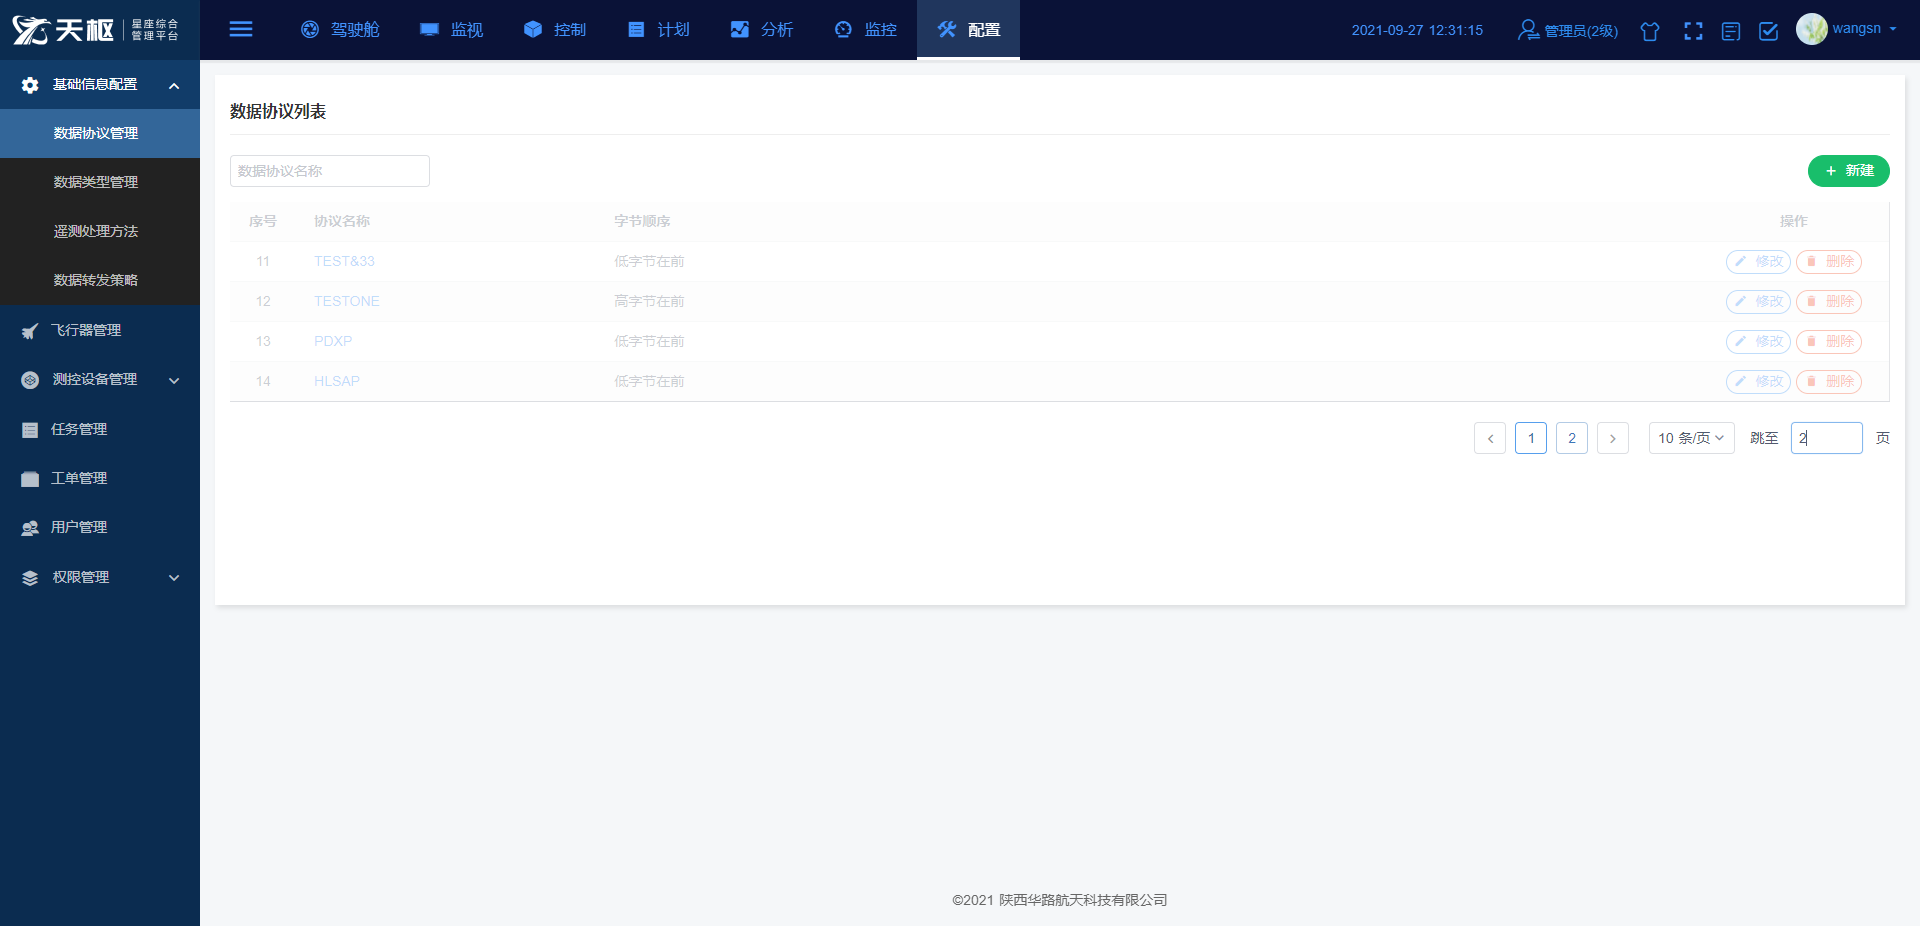 天枢 星座综合管理平台
驾驶舱 监视 控制 计划 分析 监控 配置
2021-09-27 12:31:15 管理员(2级) wangsn
基础信息配置
数据协议管理
数据类型管理
遥测处理方法
数据转发策略
飞行器管理
测控设备管理
任务管理
工单管理
用户管理
权限管理
数据协议列表
数据协议名称
+ 新建
序号 协议名称 字节顺序 操作
11 TEST&33 低字节在前 修改 删除
12 TESTONE 高字节在前 修改 删除
13 PDXP 低字节在前 修改 删除
14 HLSAP 低字节在前 修改 删除
1 2 10 条/页 跳至 2 页
©2021 陕西华路航天科技有限公司